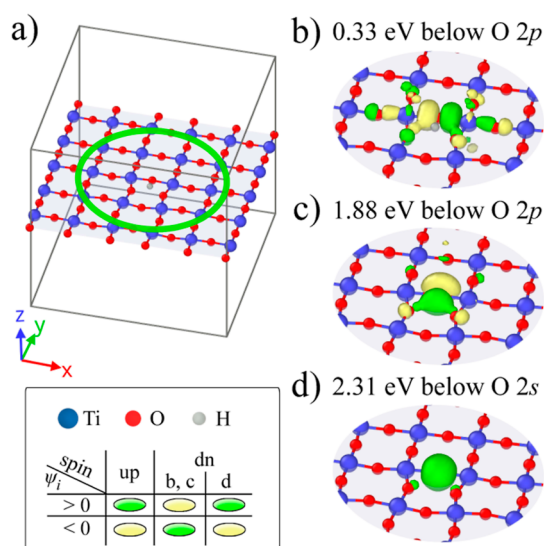 a)
z
y
x
Ti O H
spin dn
ψi up b, c d
> 0
< 0
b) 0.33 eV below O 2p
c) 1.88 eV below O 2p
d) 2.31 eV below O 2s